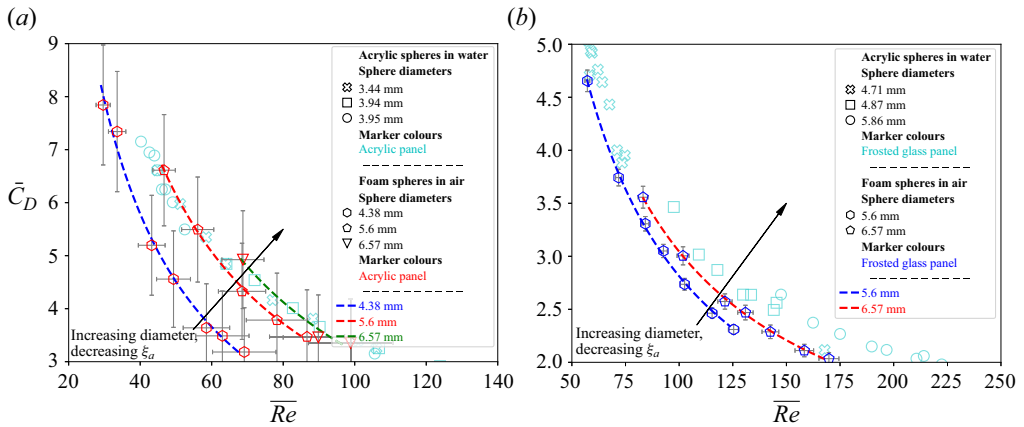 (a)
9
8
7
6
5
4
3
C̄_D
20
40
60
80
100
120
140
Re
Acrylic spheres in water
Sphere diameters
3.44 mm
3.94 mm
3.95 mm
Marker colours
Acrylic panel
Foam spheres in air
Sphere diameters
4.38 mm
5.6 mm
6.57 mm
Marker colours
Acrylic panel
4.38 mm
5.6 mm
6.57 mm
Increasing diameter,
decreasing ξₐ
(b)
5.0
4.5
4.0
3.5
3.0
2.5
2.0
50
75
100
125
150
175
200
225
250
Re
Acrylic spheres in water
Sphere diameters
4.71 mm
4.87 mm
5.86 mm
Marker colours
Frosted glass panel
Foam spheres in air
Sphere diameters
5.6 mm
6.57 mm
Marker colours
Frosted glass panel
5.6 mm
6.57 mm
Increasing diameter,
decreasing ξₐ